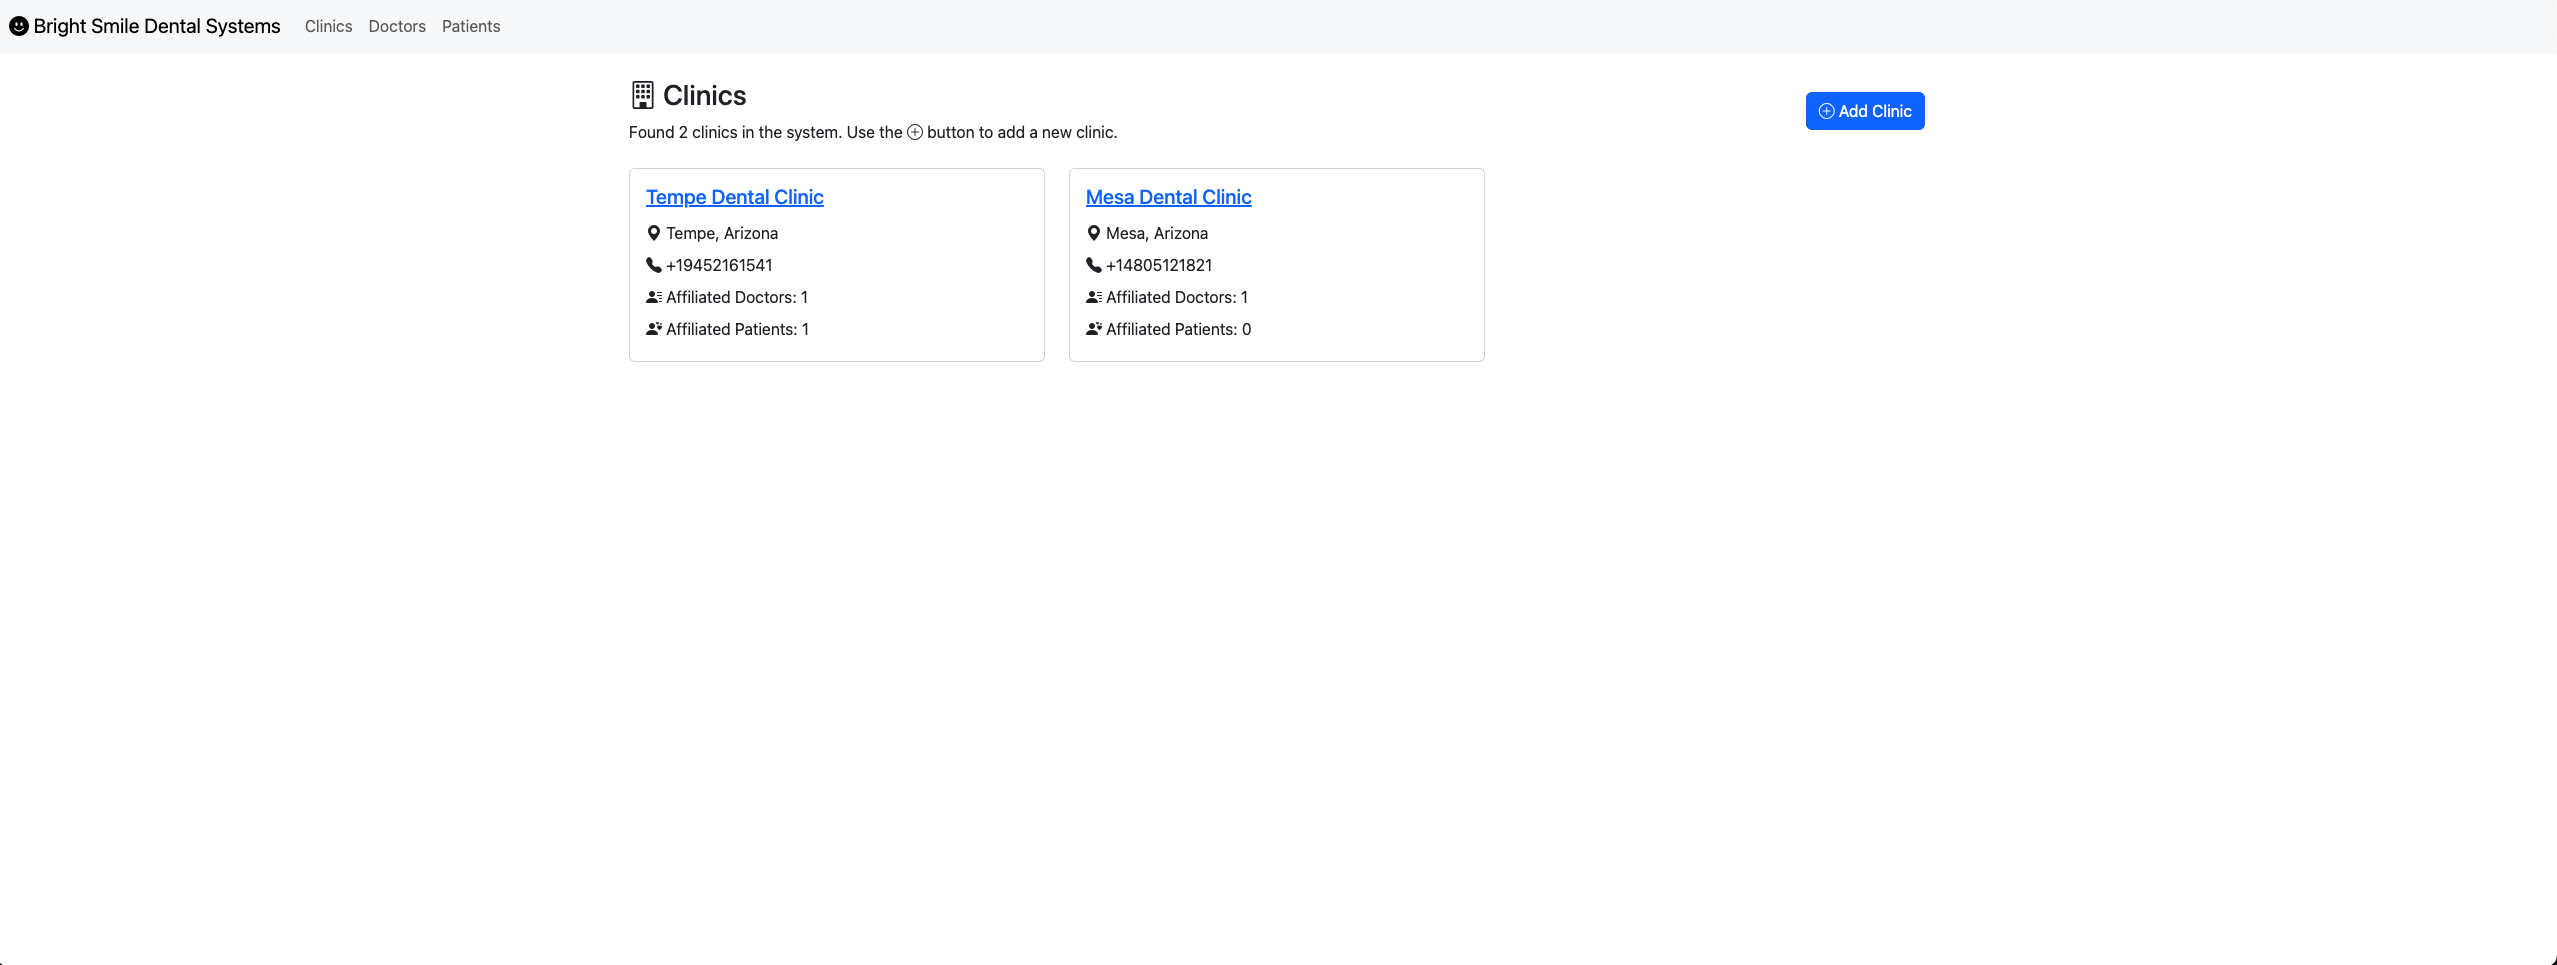 Bright Smile Dental Systems Clinics Doctors Patients
Clinics
Add Clinic
Found 2 clinics in the system. Use the button to add a new clinic.
Tempe Dental Clinic
Tempe, Arizona
+19452161541
Affiliated Doctors: 1
Affiliated Patients: 1
Mesa Dental Clinic
Mesa, Arizona
+14805121821
Affiliated Doctors: 1
Affiliated Patients: 0